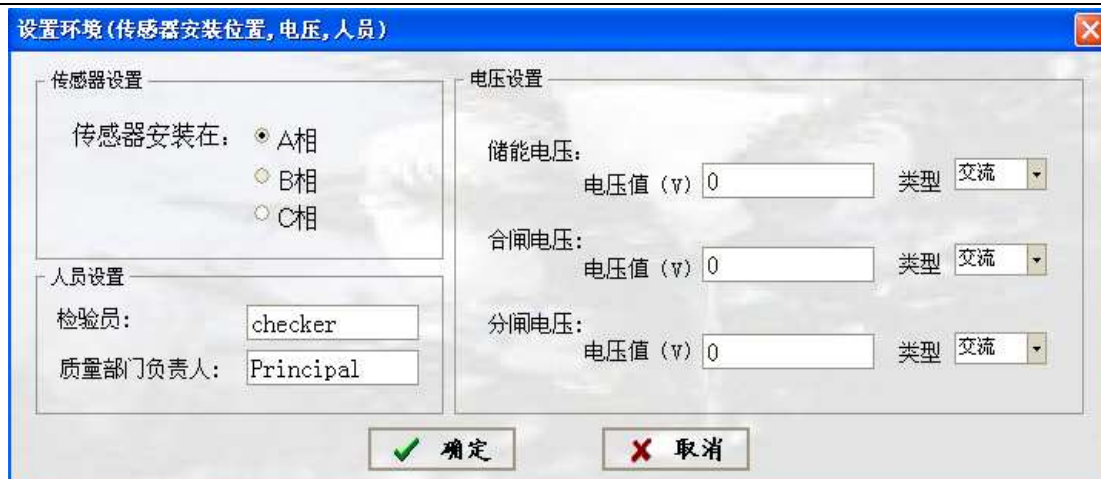 设置环境(传感器安装位置,电压,人员)
传感器设置
传感器安装在:
A相
B相
C相
人员设置
检验员:
checker
质量部门负责人:
Principal
电压设置
储能电压:
电压值 (V) 0 类型 交流
合闸电压:
电压值 (V) 0 类型 交流
分闸电压:
电压值 (V) 0 类型 交流
确定 取消